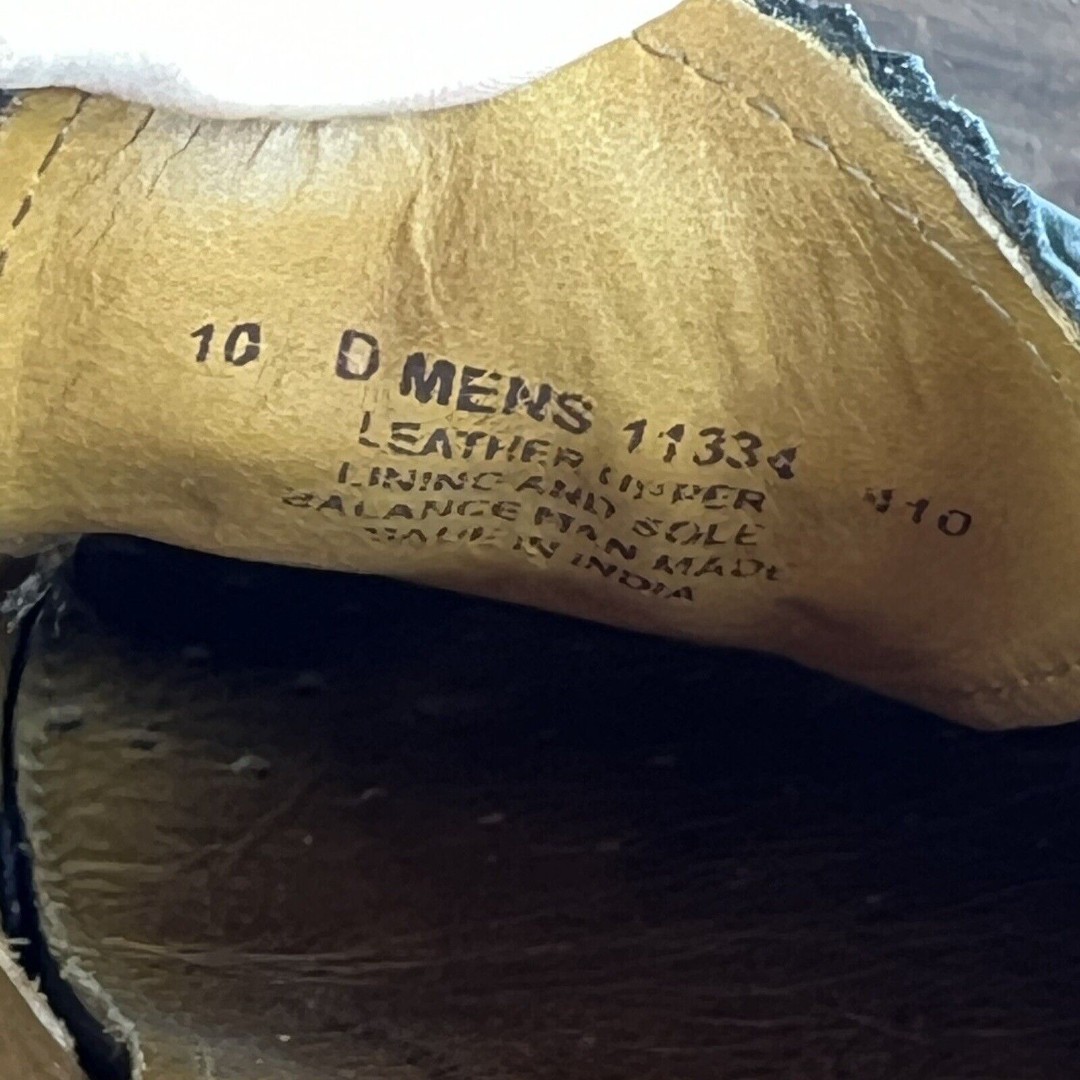 10 D MENS 11334 410
LEATHER UPPER
LINING AND SOLE
BALANCE MAN MADE
MADE IN INDIA